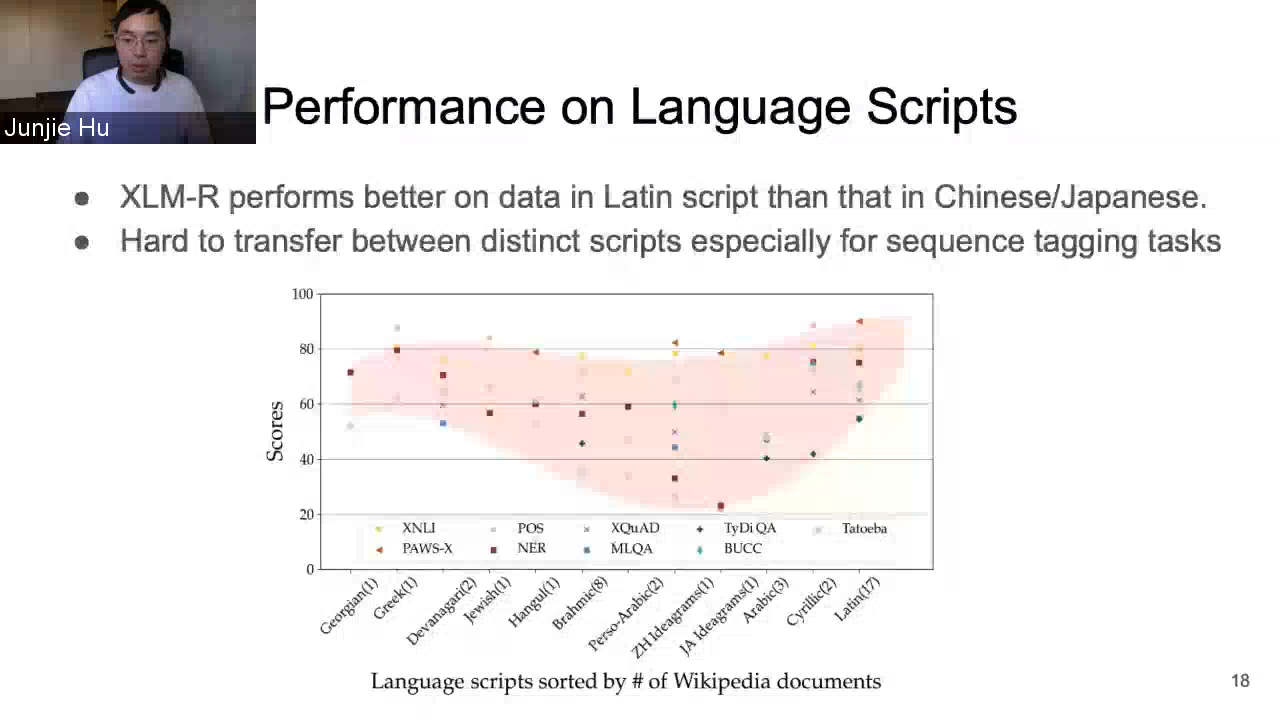 Junjie Hu
Performance on Language Scripts
● XLM-R performs better on data in Latin script than that in Chinese/Japanese.
● Hard to transfer between distinct scripts especially for sequence tagging tasks
Scores
100
80
60
40
20
0
XNLI POS XQuAD TyDi QA Tatoeba
PAWS-X NER MLQA BUCC
Georgian(1)
Greek(1)
Devanagari(2)
Jewish(1)
Hangul(1)
Brahmic(8)
Perso-Arabic(2)
ZH Ideagrams(1)
JA Ideagrams(1)
Arabic(3)
Cyrillic(2)
Latin(17)
Language scripts sorted by # of Wikipedia documents
18